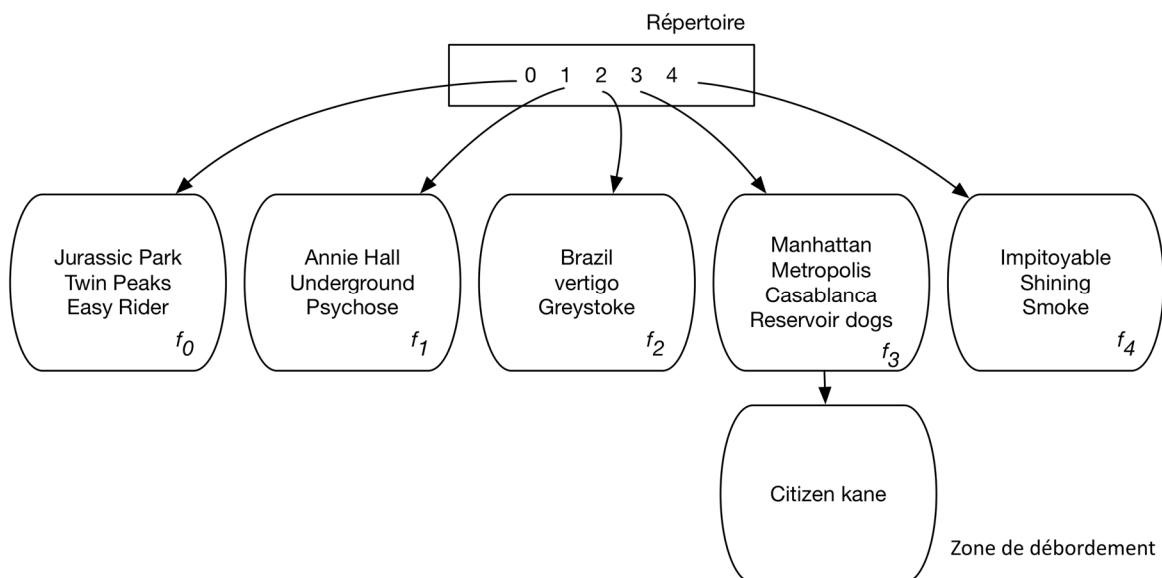 Répertoire
0 1 2 3 4
Jurassic Park
Twin Peaks
Easy Rider
f0
Annie Hall
Underground
Psychose
f1
Brazil
vertigo
Greystoke
f2
Manhattan
Metropolis
Casablanca
Reservoir dogs
f3
Impitoyable
Shining
Smoke
f4
Citizen kane
Zone de débordement